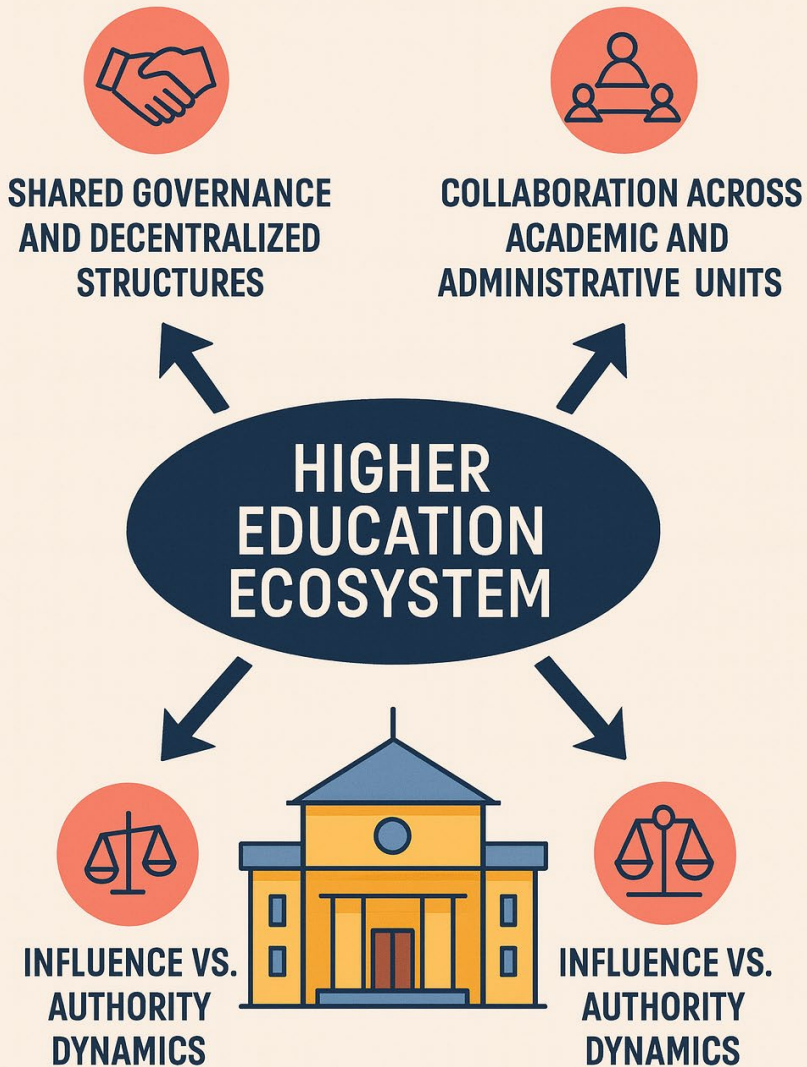 SHARED GOVERNANCE
AND DECENTRALIZED
STRUCTURES
COLLABORATION ACROSS
ACADEMIC AND
ADMINISTRATIVE UNITS
HIGHER
EDUCATION
ECOSYSTEM
INFLUENCE VS.
AUTHORITY
DYNAMICS
INFLUENCE VS.
AUTHORITY
DYNAMICS